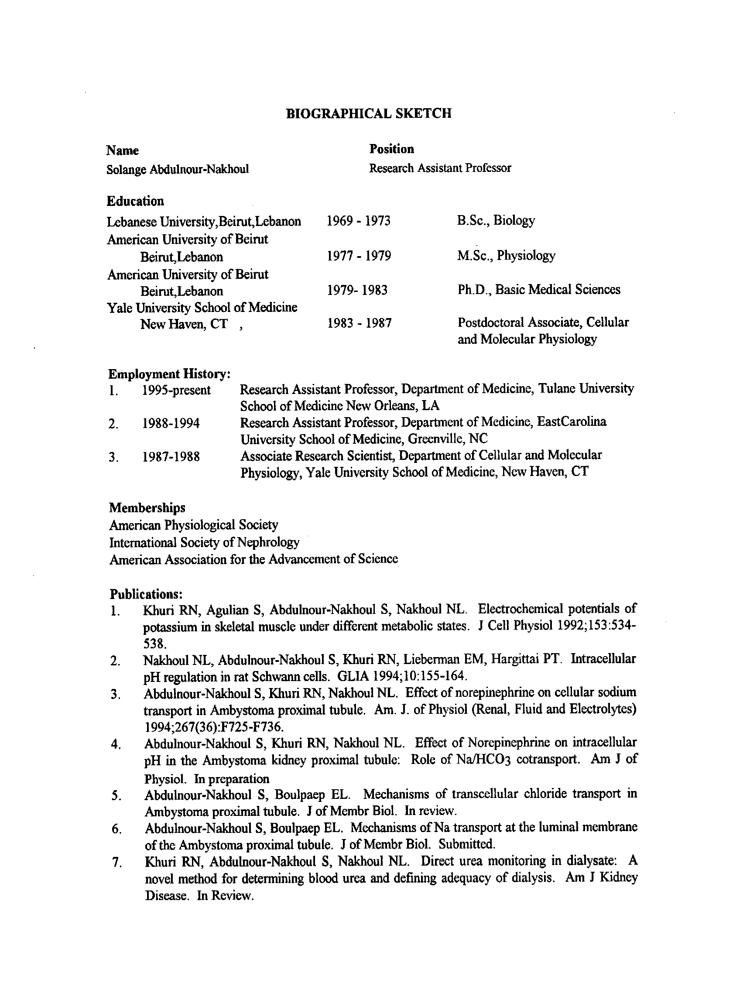 BIOGRAPHICAL SKETCH
Name Position
Solange Abdulnour-Nakhoul Research Assistant Professor
Education
Lebanese University,Beirut,Lebanon 1969 - 1973 B.Sc., Biology
American University of Beirut
Beirut,Lebanon 1977 - 1979 M.Sc., Physiology
American University of Beirut
Beirut,Lebanon 1979- 1983 Ph.D., Basic Medical Sciences
Yale University School of Medicine
New Haven, CT , 1983 - 1987 Postdoctoral Associate, Cellular
and Molecular Physiology
Employment History:
1. 1995-present Research Assistant Professor, Department of Medicine, Tulane University
School of Medicine New Orleans, LA
2. 1988-1994 Research Assistant Professor, Department of Medicine, EastCarolina
University School of Medicine, Greenville, NC
3. 1987-1988 Associate Research Scientist, Department of Cellular and Molecular
Physiology, Yale University School of Medicine, New Haven, CT
Memberships
American Physiological Society
International Society of Nephrology
American Association for the Advancement of Science
Publications:
1. Khuri RN, Agulian S, Abdulnour-Nakhoul S, Nakhoul NL. Electrochemical potentials of
potassium in skeletal muscle under different metabolic states. J Cell Physiol 1992;153:534-
538.
2. Nakhoul NL, Abdulnour-Nakhoul S, Khuri RN, Lieberman EM, Hargittai PT. Intracellular
pH regulation in rat Schwann cells. GLIA 1994;10:155-164.
3. Abdulnour-Nakhoul S, Khuri RN, Nakhoul NL. Effect of norepinephrine on cellular sodium
transport in Ambystoma proximal tubule. Am. J. of Physiol (Renal, Fluid and Electrolytes)
1994;267(36):F725-F736.
4. Abdulnour-Nakhoul S, Khuri RN, Nakhoul NL. Effect of Norepinephrine on intracellular
pH in the Ambystoma kidney proximal tubule: Role of Na/HCO3 cotransport. Am J of
Physiol. In preparation
5. Abdulnour-Nakhoul S, Boulpaep EL. Mechanisms of transcellular chloride transport in
Ambystoma proximal tubule. J of Membr Biol. In review.
6. Abdulnour-Nakhoul S, Boulpaep EL. Mechanisms of Na transport at the luminal membrane
of the Ambystoma proximal tubule. J of Membr Biol. Submitted.
7. Khuri RN, Abdulnour-Nakhoul S, Nakhoul NL. Direct urea monitoring in dialysate: A
novel method for determining blood urea and defining adequacy of dialysis. Am J Kidney
Disease. In Review.